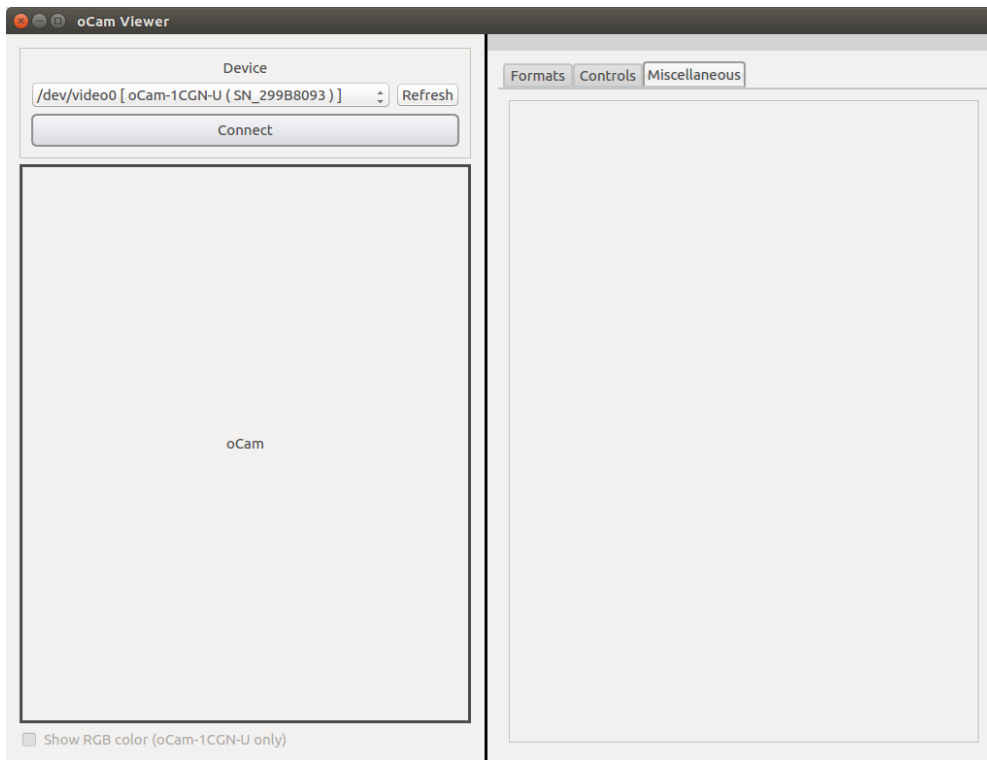 oCam Viewer
Device
/dev/video0 [ oCam-1CGN-U ( SN_299B8093 ) ]
Refresh
Connect
oCam
Show RGB color (oCam-1CGN-U only)
Formats Controls Miscellaneous